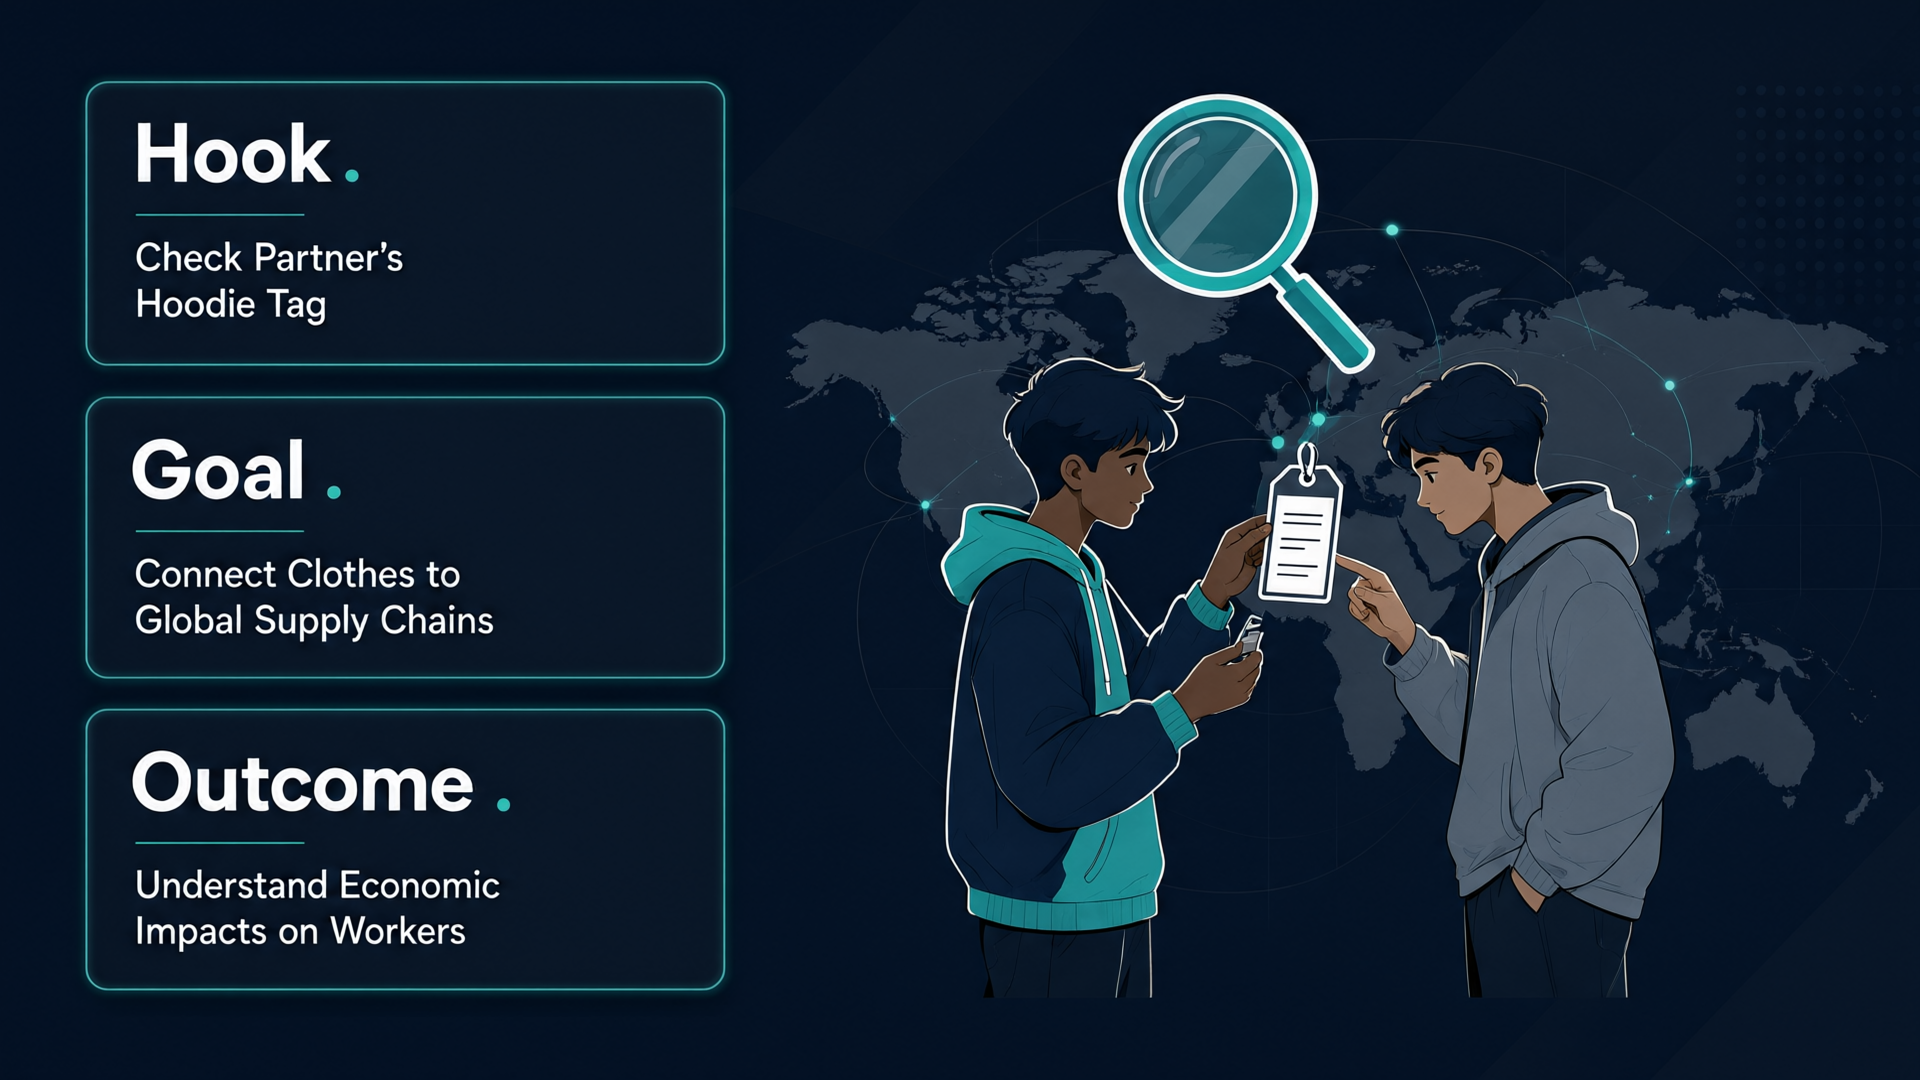 Hook.
Check Partner’s
Hoodie Tag
Goal.
Connect Clothes to
Global Supply Chains
Outcome.
Understand Economic
Impacts on Workers